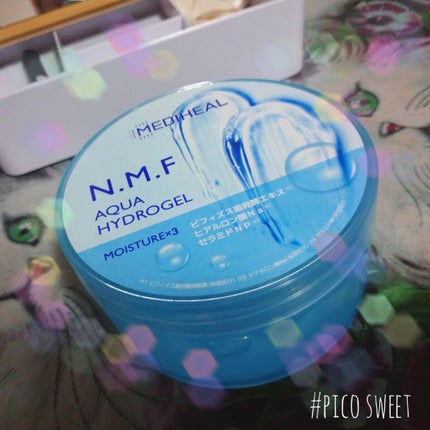 MEDIHEAL
N.M.F
AQUA
HYDROGEL
MOISTURE×3
ビフィズス菌発酵エキス
ヒアルロン酸Na
セラミドNP
#PICO SWEET